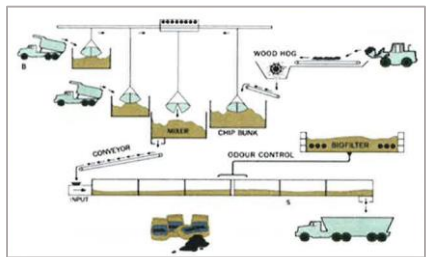 WOOD HOG
B
MIXER
CHIP BUNK
CONVEYOR
ODOUR CONTROL
BIOFILTER
INPUT
S